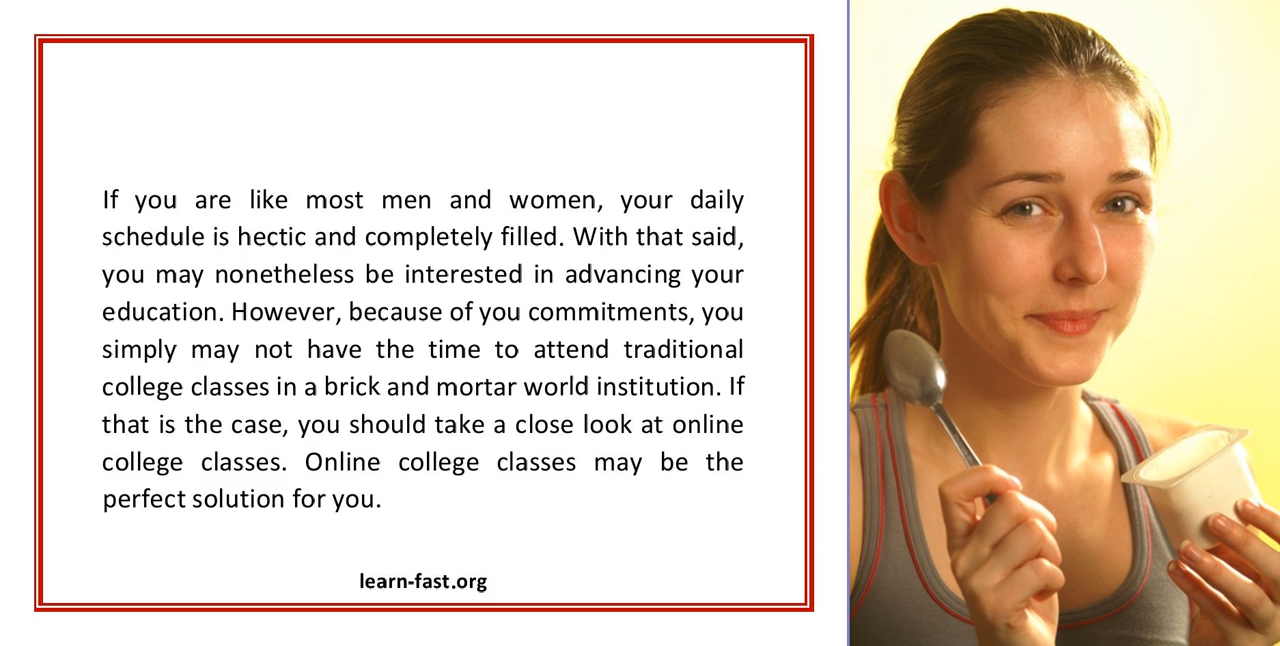 If you are like most men and women, your daily
schedule is hectic and completely filled. With that said,
you may nonetheless be interested in advancing your
education. However, because of you commitments, you
simply may not have the time to attend traditional
college classes in a brick and mortar world institution. If
that is the case, you should take a close look at online
college classes. Online college classes may be the
perfect solution for you.
learn-fast.org